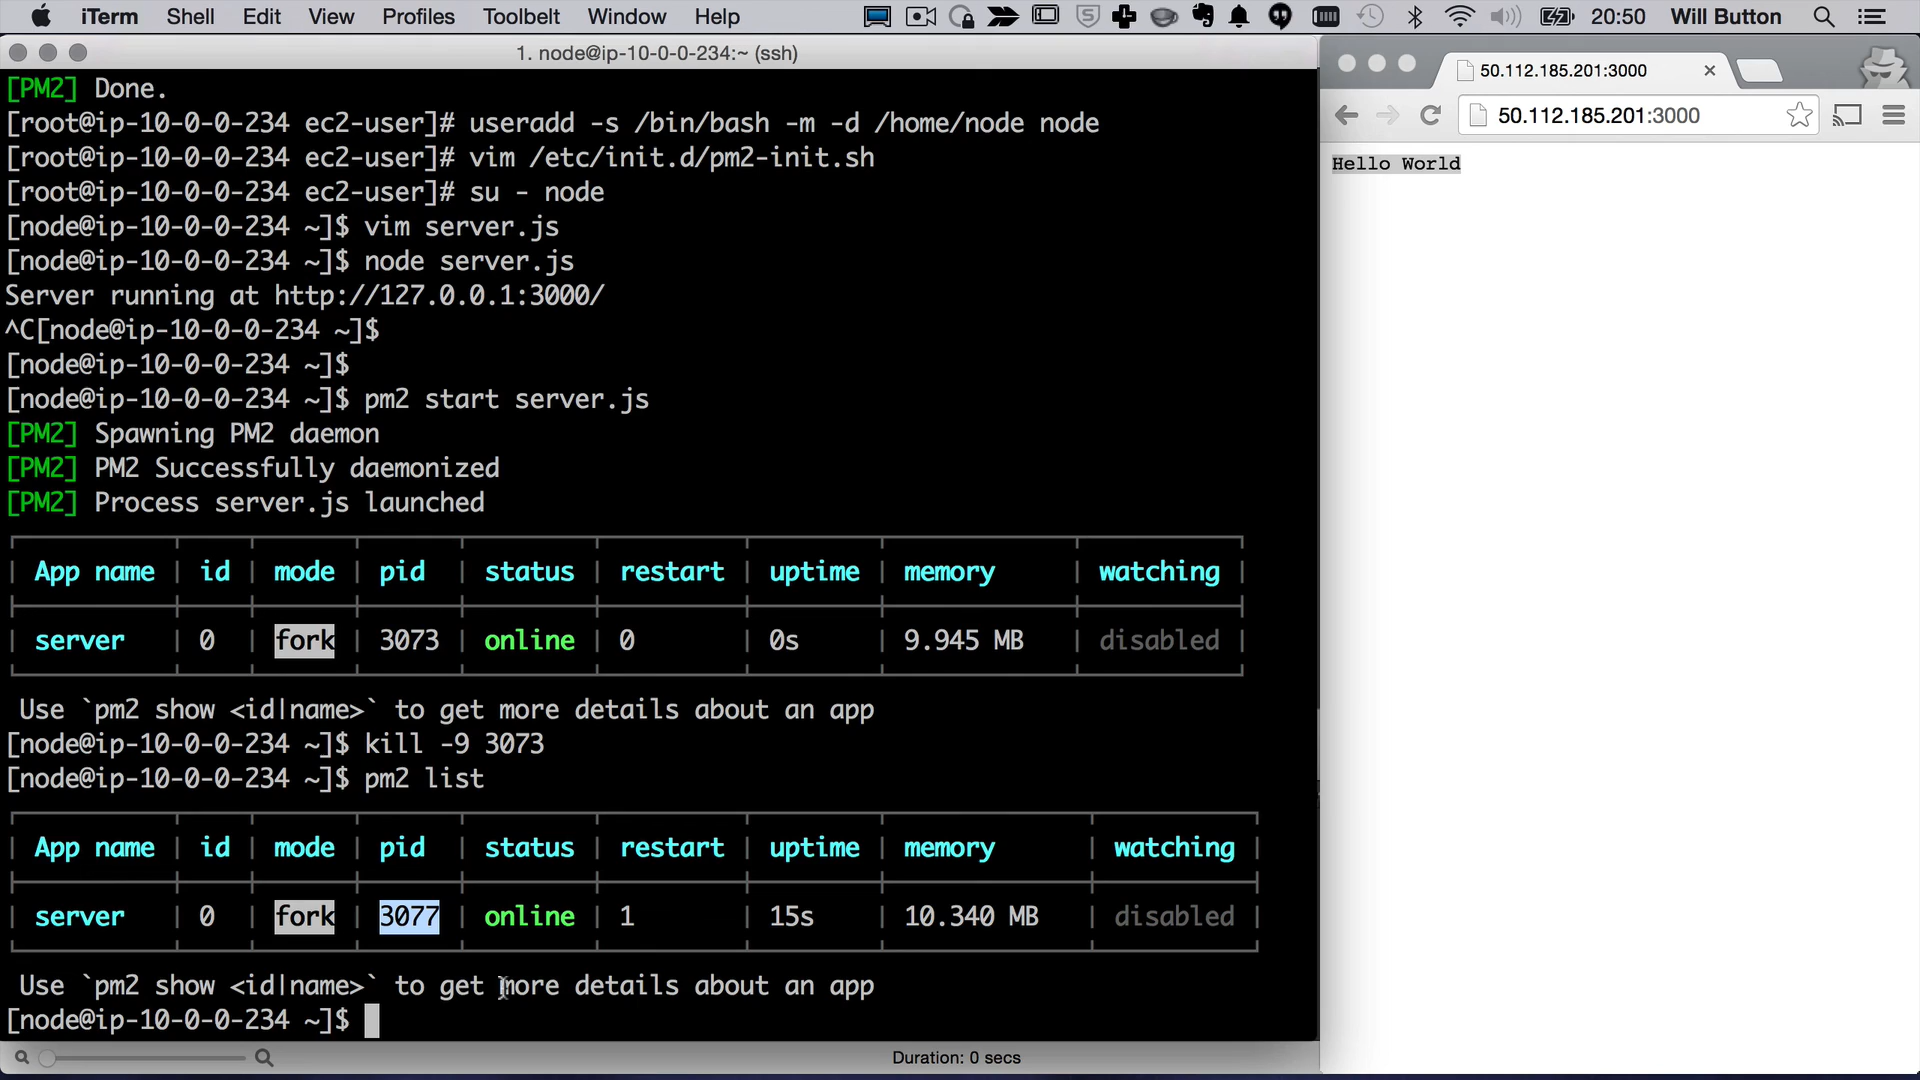 iTerm Shell Edit View Profiles Toolbelt Window Help 20:50 Will Button
1. node@ip-10-0-0-234:~ (ssh)
[PM2] Done.
[root@ip-10-0-0-234 ec2-user]# useradd -s /bin/bash -m -d /home/node node
[root@ip-10-0-0-234 ec2-user]# vim /etc/init.d/pm2-init.sh
[root@ip-10-0-0-234 ec2-user]# su - node
[node@ip-10-0-0-234 ~]$ vim server.js
[node@ip-10-0-0-234 ~]$ node server.js
Server running at http://127.0.0.1:3000/
^C[node@ip-10-0-0-234 ~]$
[node@ip-10-0-0-234 ~]$
[node@ip-10-0-0-234 ~]$ pm2 start server.js
[PM2] Spawning PM2 daemon
[PM2] PM2 Successfully daemonized
[PM2] Process server.js launched
App name | id | mode | pid | status | restart | uptime | memory | watching
server | 0 | fork | 3073 | online | 0 | 0s | 9.945 MB | disabled
Use `pm2 show <id|name>` to get more details about an app
[node@ip-10-0-0-234 ~]$ kill -9 3073
[node@ip-10-0-0-234 ~]$ pm2 list
App name | id | mode | pid | status | restart | uptime | memory | watching
server | 0 | fork | 3077 | online | 1 | 15s | 10.340 MB | disabled
Use `pm2 show <id|name>` to get more details about an app
[node@ip-10-0-0-234 ~]$
Duration: 0 secs
50.112.185.201:3000
50.112.185.201:3000
Hello World